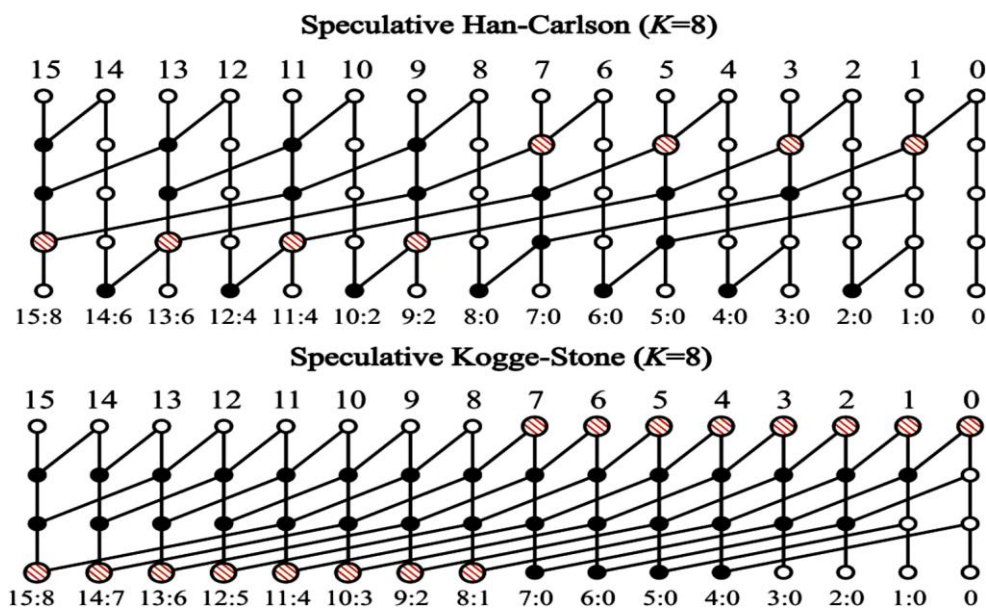 Speculative Han-Carlson (K=8)
15 14 13 12 11 10 9 8 7 6 5 4 3 2 1 0
15:8 14:6 13:6 12:4 11:4 10:2 9:2 8:0 7:0 6:0 5:0 4:0 3:0 2:0 1:0 0
Speculative Kogge-Stone (K=8)
15 14 13 12 11 10 9 8 7 6 5 4 3 2 1 0
15:8 14:7 13:6 12:5 11:4 10:3 9:2 8:1 7:0 6:0 5:0 4:0 3:0 2:0 1:0 0